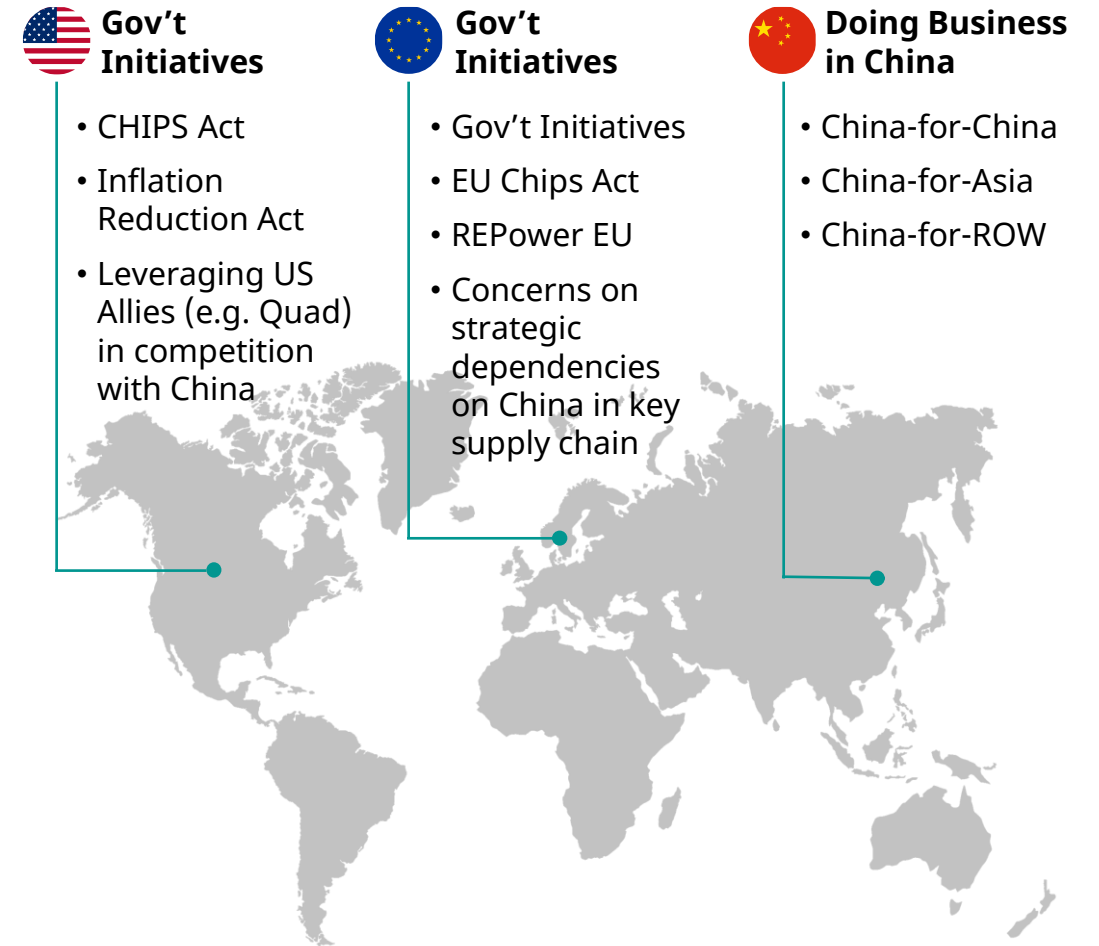 Gov’t
Initiatives
• CHIPS Act
• Inflation
Reduction Act
• Leveraging US
Allies (e.g. Quad)
in competition
with China
Gov’t
Initiatives
• Gov’t Initiatives
• EU Chips Act
• REPower EU
• Concerns on
strategic
dependencies
on China in key
supply chain
Doing Business
in China
• China-for-China
• China-for-Asia
• China-for-ROW